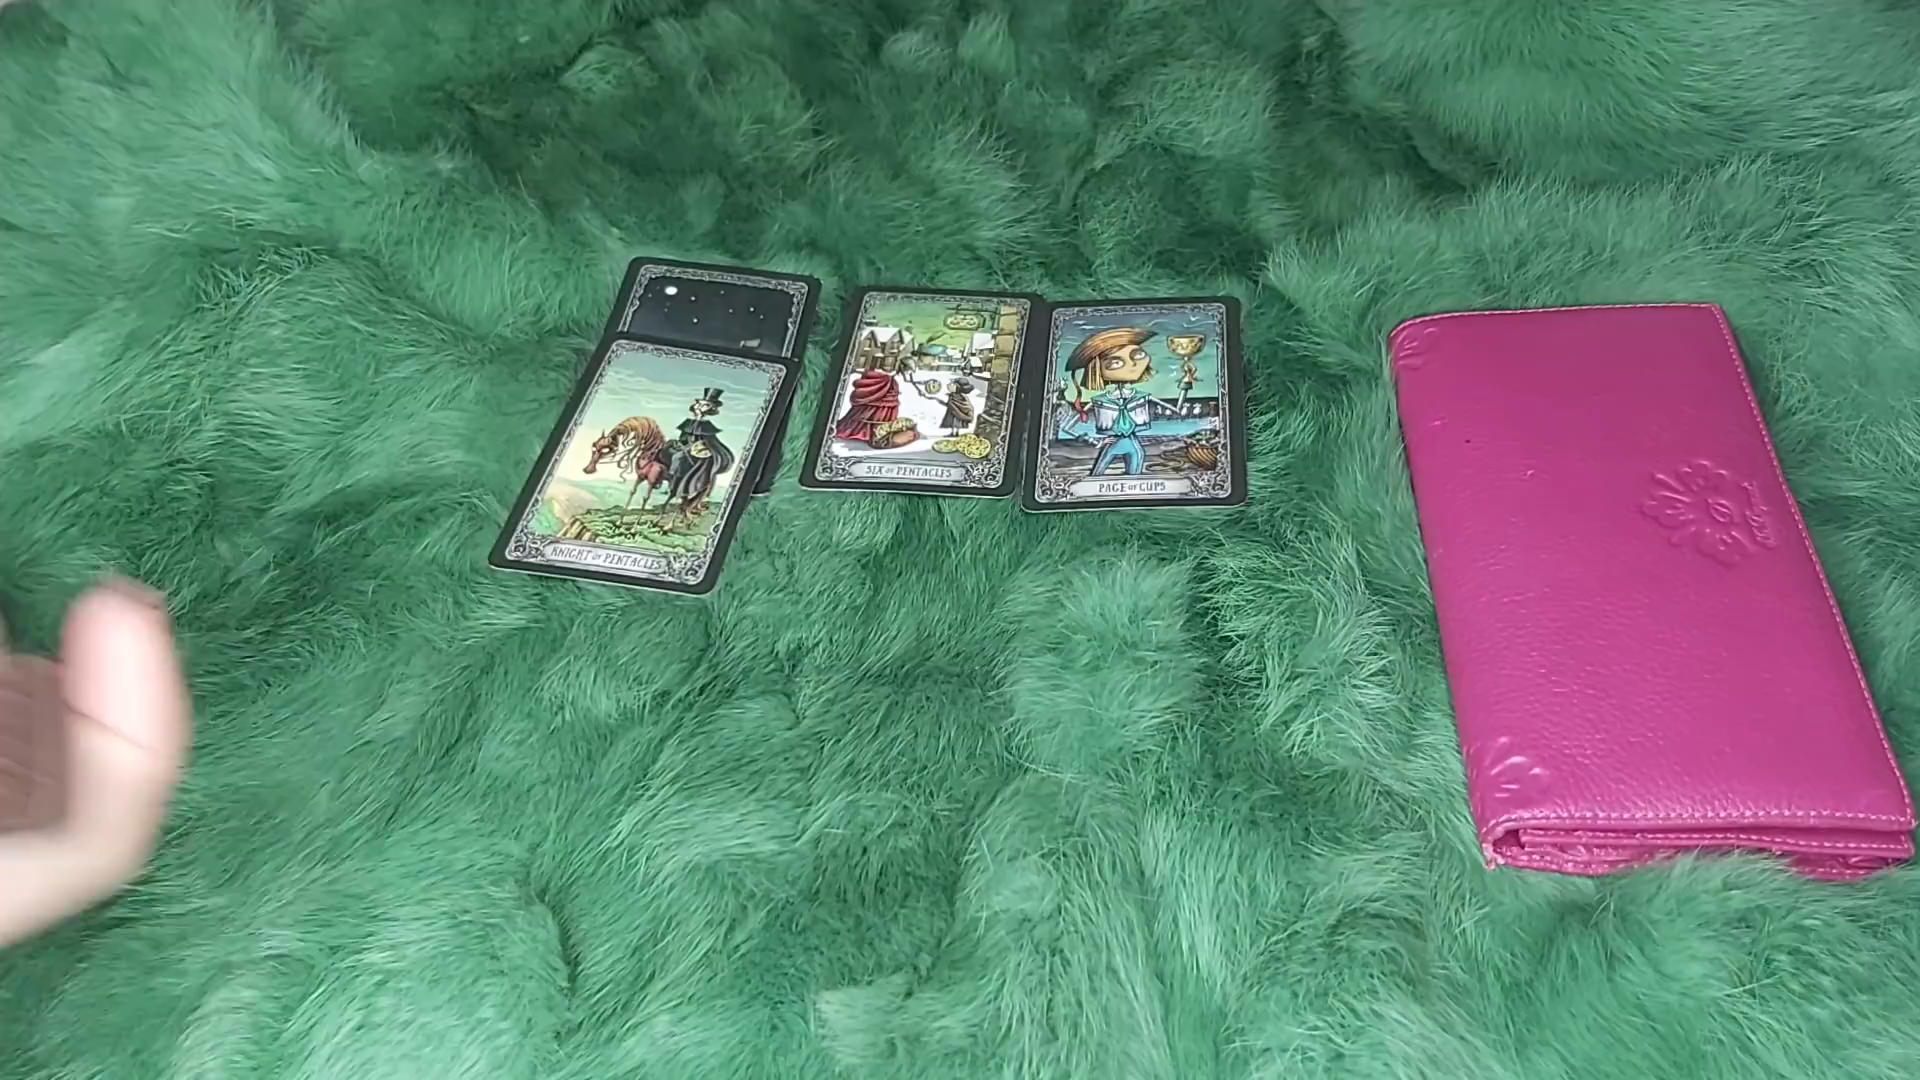 KNIGHT OF PENTACLES
SIX OF PENTACLES
PAGE OF CUPS